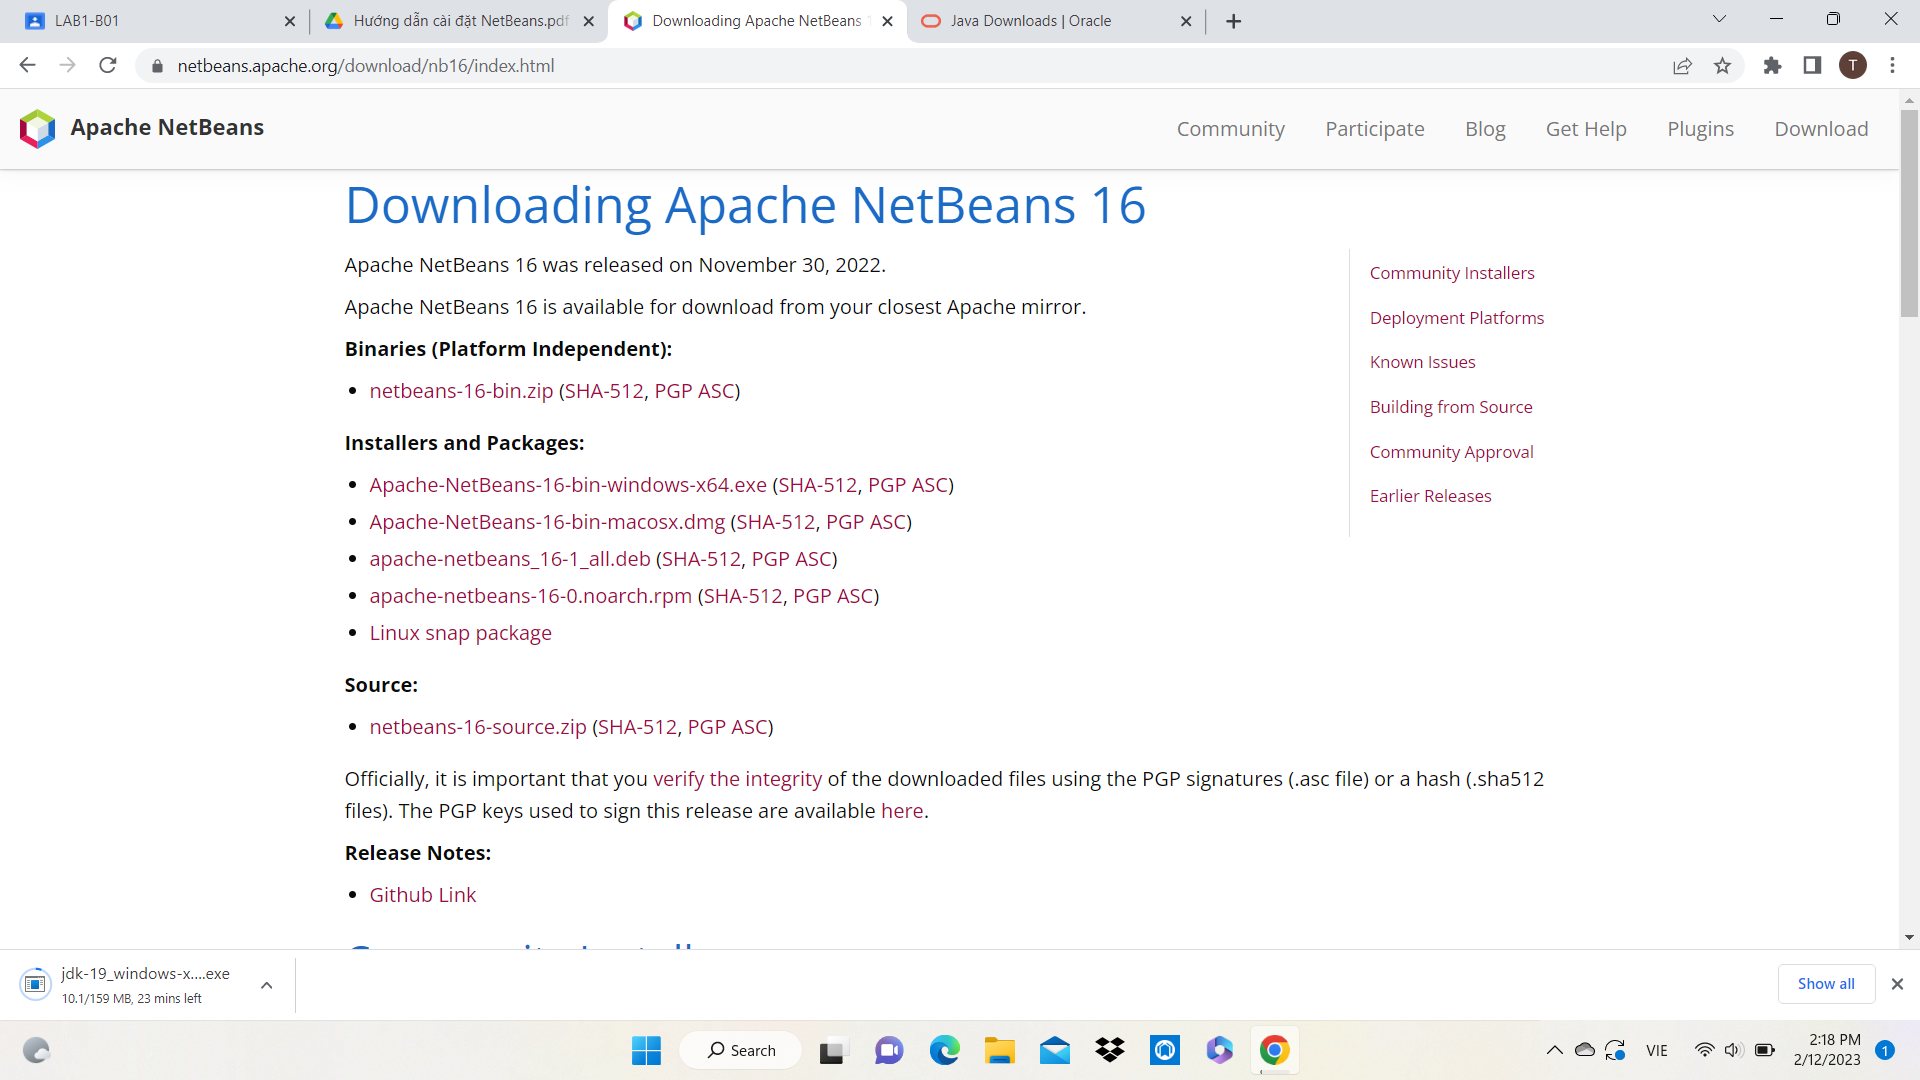 LAB1-B01
Hướng dẫn cài đặt NetBeans.pdf
Downloading Apache NetBeans
Java Downloads | Oracle
netbeans.apache.org/download/nb16/index.html
T
Apache NetBeans
Community
Participate
Blog
Get Help
Plugins
Download
Downloading Apache NetBeans 16
Apache NetBeans 16 was released on November 30, 2022.
Apache NetBeans 16 is available for download from your closest Apache mirror.
Binaries (Platform Independent):
netbeans-16-bin.zip (SHA-512, PGP ASC)
Installers and Packages:
Apache-NetBeans-16-bin-windows-x64.exe (SHA-512, PGP ASC)
Apache-NetBeans-16-bin-macosx.dmg (SHA-512, PGP ASC)
apache-netbeans_16-1_all.deb (SHA-512, PGP ASC)
apache-netbeans-16-0.noarch.rpm (SHA-512, PGP ASC)
Linux snap package
Source:
netbeans-16-source.zip (SHA-512, PGP ASC)
Officially, it is important that you verify the integrity of the downloaded files using the PGP signatures (.asc file) or a hash (.sha512
files). The PGP keys used to sign this release are available here.
Release Notes:
Github Link
Community Installers
Deployment Platforms
Known Issues
Building from Source
Community Approval
Earlier Releases
jdk-19_windows-x....exe
10.1/159 MB, 23 mins left
Show all
Search
VIE
2:18 PM
2/12/2023
1